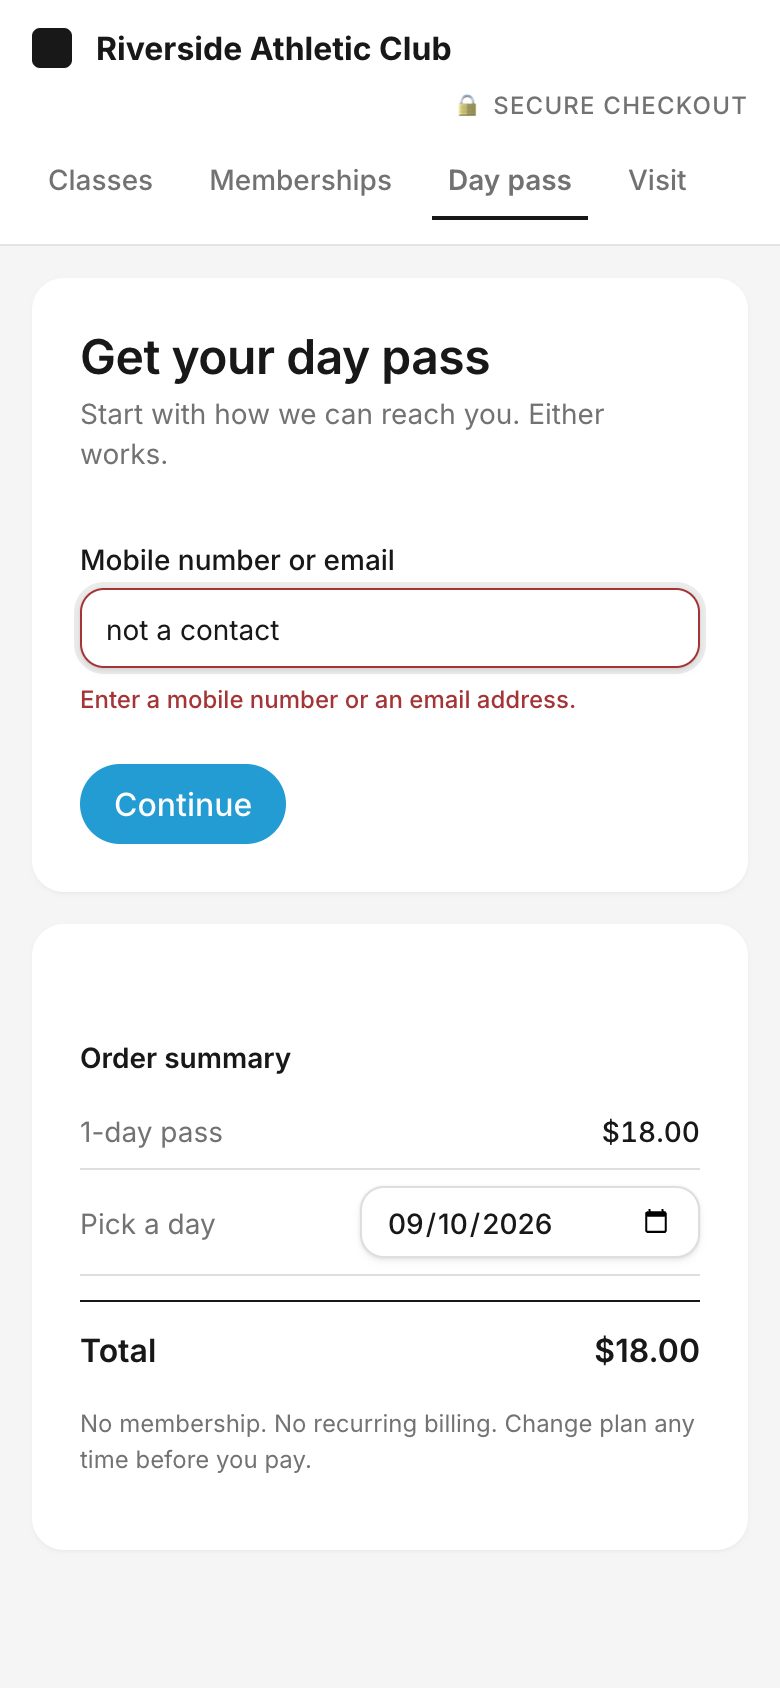 Riverside Athletic Club
SECURE CHECKOUT
Classes Memberships Day pass Visit
Get your day pass
Start with how we can reach you. Either
works.
Mobile number or email
not a contact
Enter a mobile number or an email address.
Continue
Order summary
1-day pass $18.00
Pick a day 09/10/2026
Total $18.00
No membership. No recurring billing. Change plan any
time before you pay.